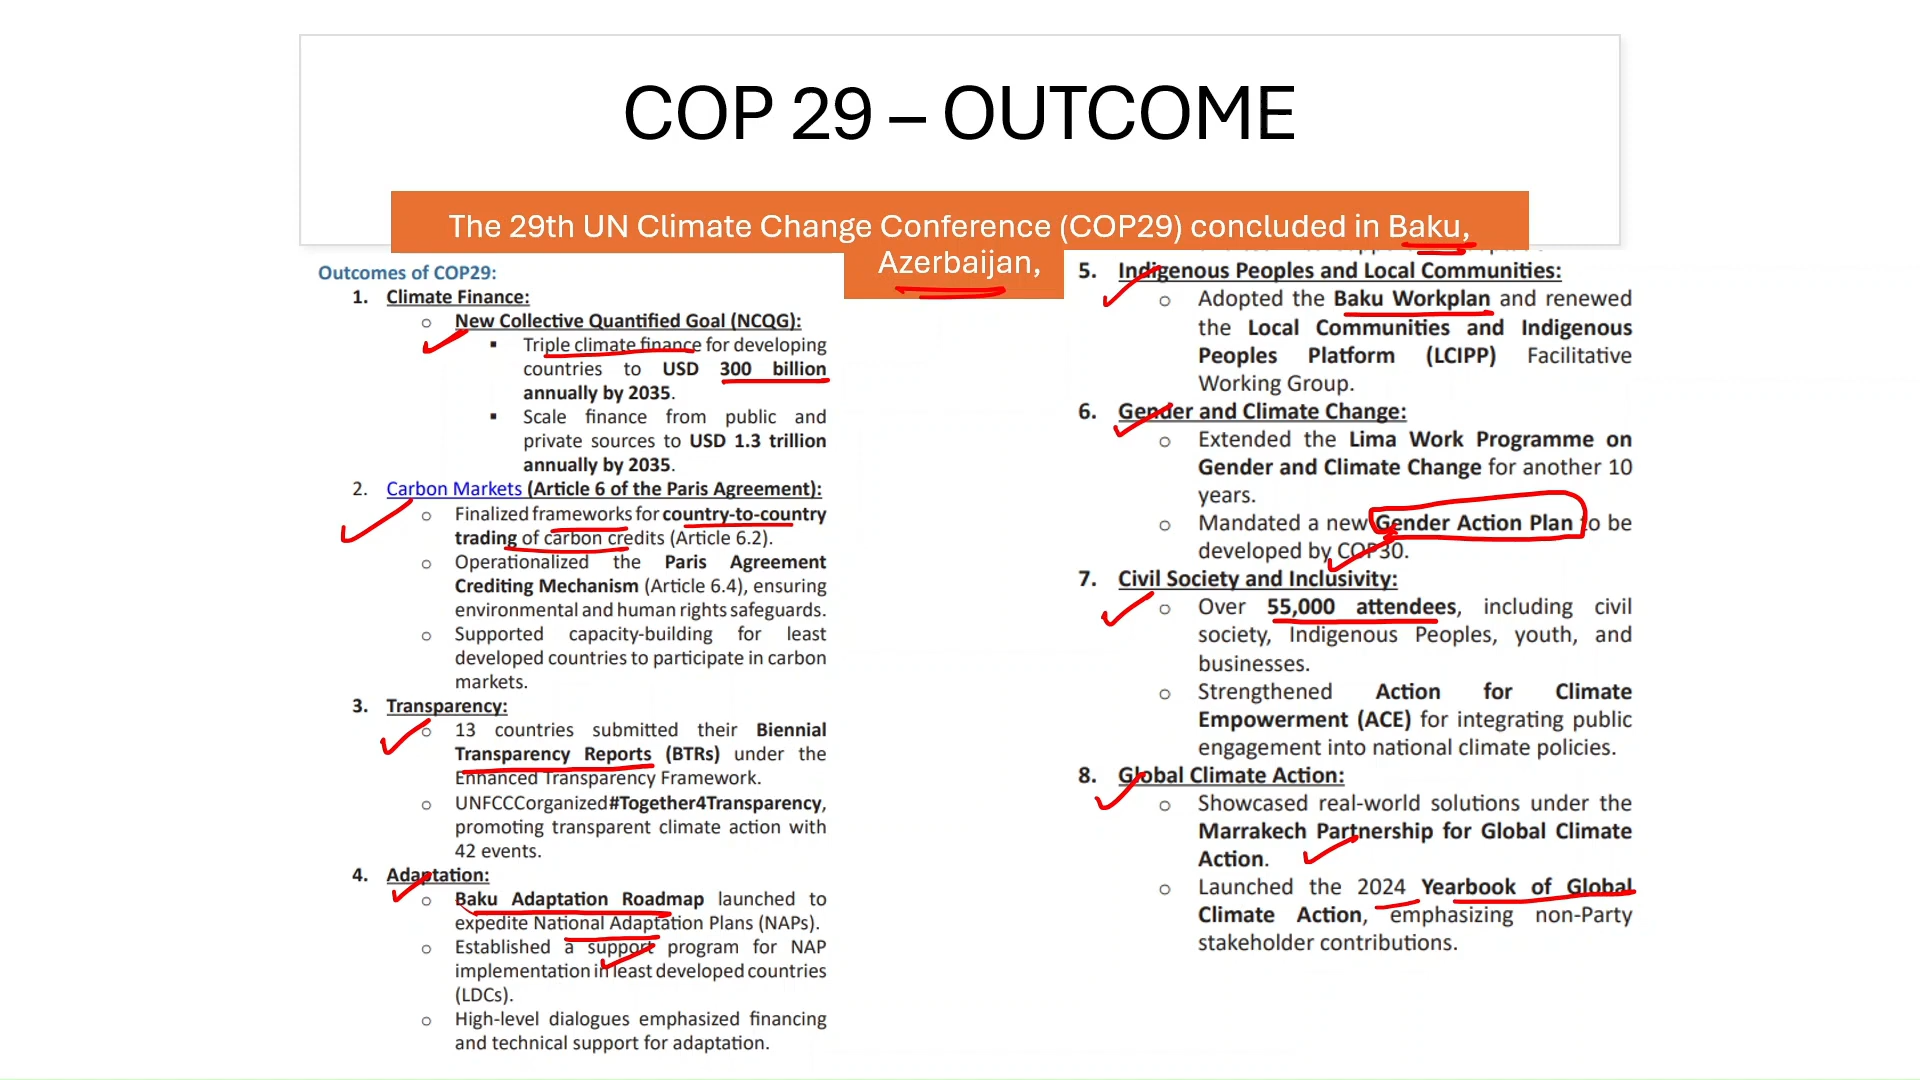 COP 29 – OUTCOME
The 29th UN Climate Change Conference (COP29) concluded in Baku,
Azerbaijan,
Outcomes of COP29:
1. Climate Finance:
o New Collective Quantified Goal (NCQG):
▪ Triple climate finance for developing
countries to USD 300 billion
annually by 2035.
▪ Scale finance from public and
private sources to USD 1.3 trillion
annually by 2035.
2. Carbon Markets (Article 6 of the Paris Agreement):
o Finalized frameworks for country-to-country
trading of carbon credits (Article 6.2).
o Operationalized the Paris Agreement
Crediting Mechanism (Article 6.4), ensuring
environmental and human rights safeguards.
o Supported capacity-building for least
developed countries to participate in carbon
markets.
3. Transparency:
o 13 countries submitted their Biennial
Transparency Reports (BTRs) under the
Enhanced Transparency Framework.
o UNFCCC organized #Together4Transparency,
promoting transparent climate action with
42 events.
4. Adaptation:
o Baku Adaptation Roadmap launched to
expedite National Adaptation Plans (NAPs).
o Established a support program for NAP
implementation in least developed countries
(LDCs).
o High-level dialogues emphasized financing
and technical support for adaptation.
5. Indigenous Peoples and Local Communities:
o Adopted the Baku Workplan and renewed
the Local Communities and Indigenous
Peoples Platform (LCIPP) Facilitative
Working Group.
6. Gender and Climate Change:
o Extended the Lima Work Programme on
Gender and Climate Change for another 10
years.
o Mandated a new Gender Action Plan to be
developed by COP30.
7. Civil Society and Inclusivity:
o Over 55,000 attendees, including civil
society, Indigenous Peoples, youth, and
businesses.
o Strengthened Action for Climate
Empowerment (ACE) for integrating public
engagement into national climate policies.
8. Global Climate Action:
o Showcased real-world solutions under the
Marrakech Partnership for Global Climate
Action.
o Launched the 2024 Yearbook of Global
Climate Action, emphasizing non-Party
stakeholder contributions.